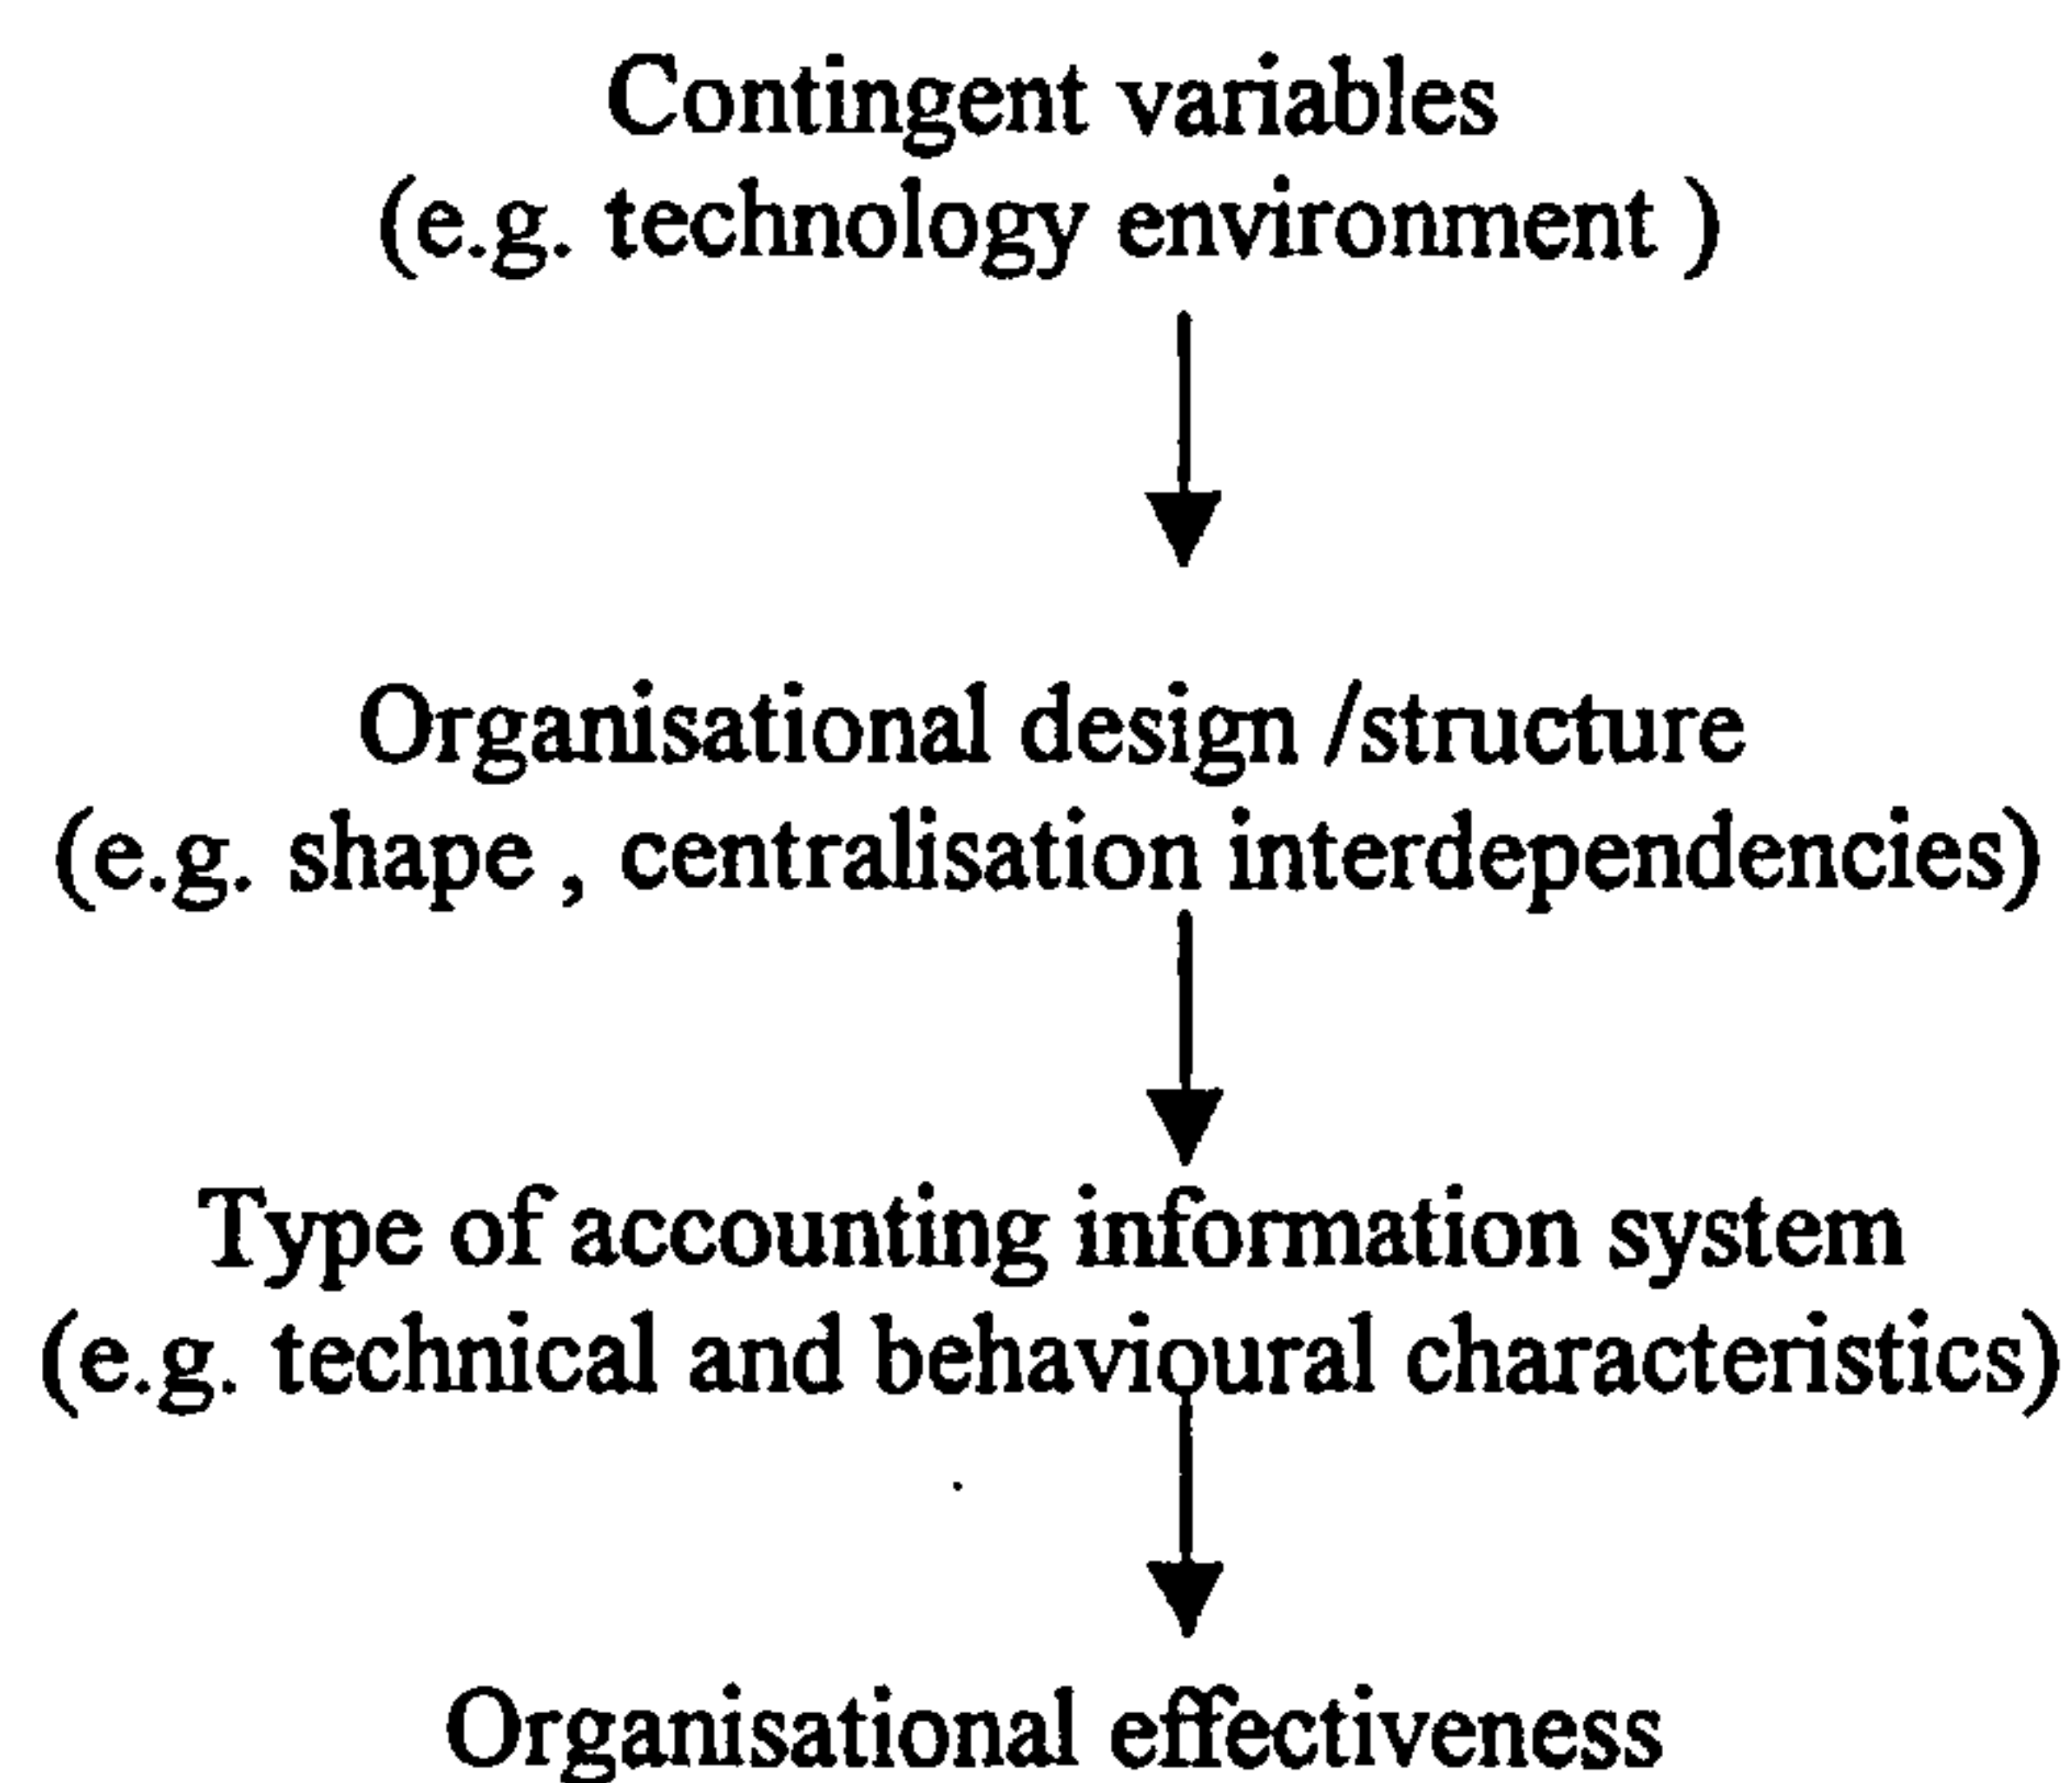 Contingent variables
(e.g. technology environment )
Organisational design /structure
(e.g. shape , centralisation interdependencies)
Type of accounting information system
(e.g. technical and behavioural characteristics)
Organisational effectiveness